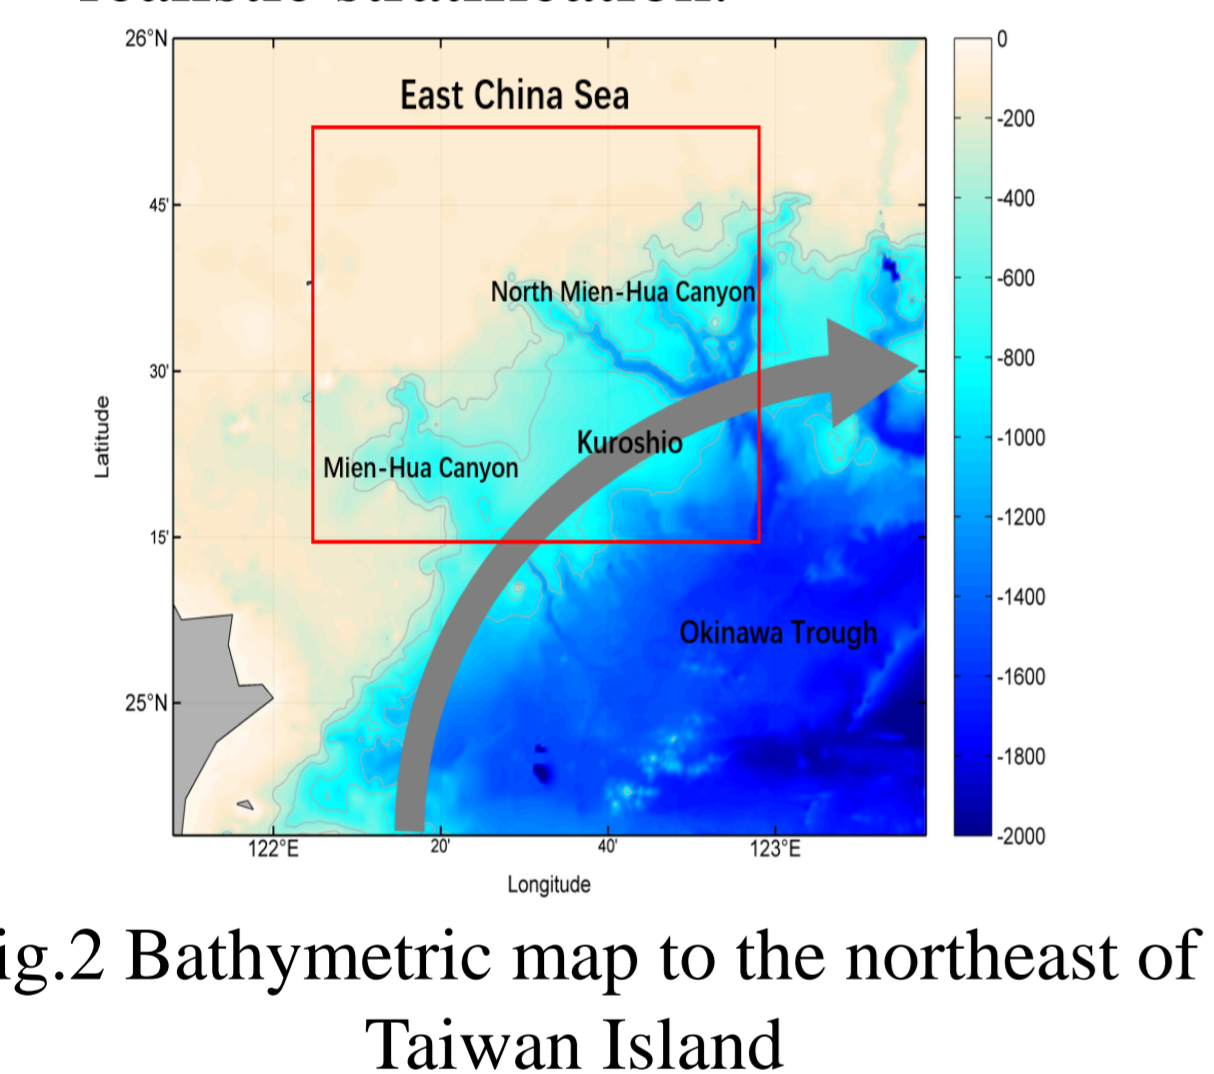 26°N
0
East China Sea
-200
45'
-400
-600
North Mien-Hua Canyon
-800
30'
Latitude
Kuroshio
-1000
Mien-Hua Canyon
-1200
15'
-1400
Okinawa Trough
-1600
25°N
-1800
-2000
122°E
20'
40'
123°E
Longitude
ig.2 Bathymetric map to the northeast of
Taiwan Island